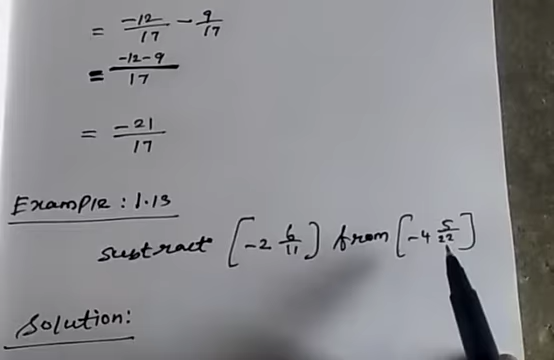 = -12/17 - 9/17
= -12-9/17
= -21/17
Example: 1.13
subtract [-2 6/11] from [-4 5/22]
Solution: